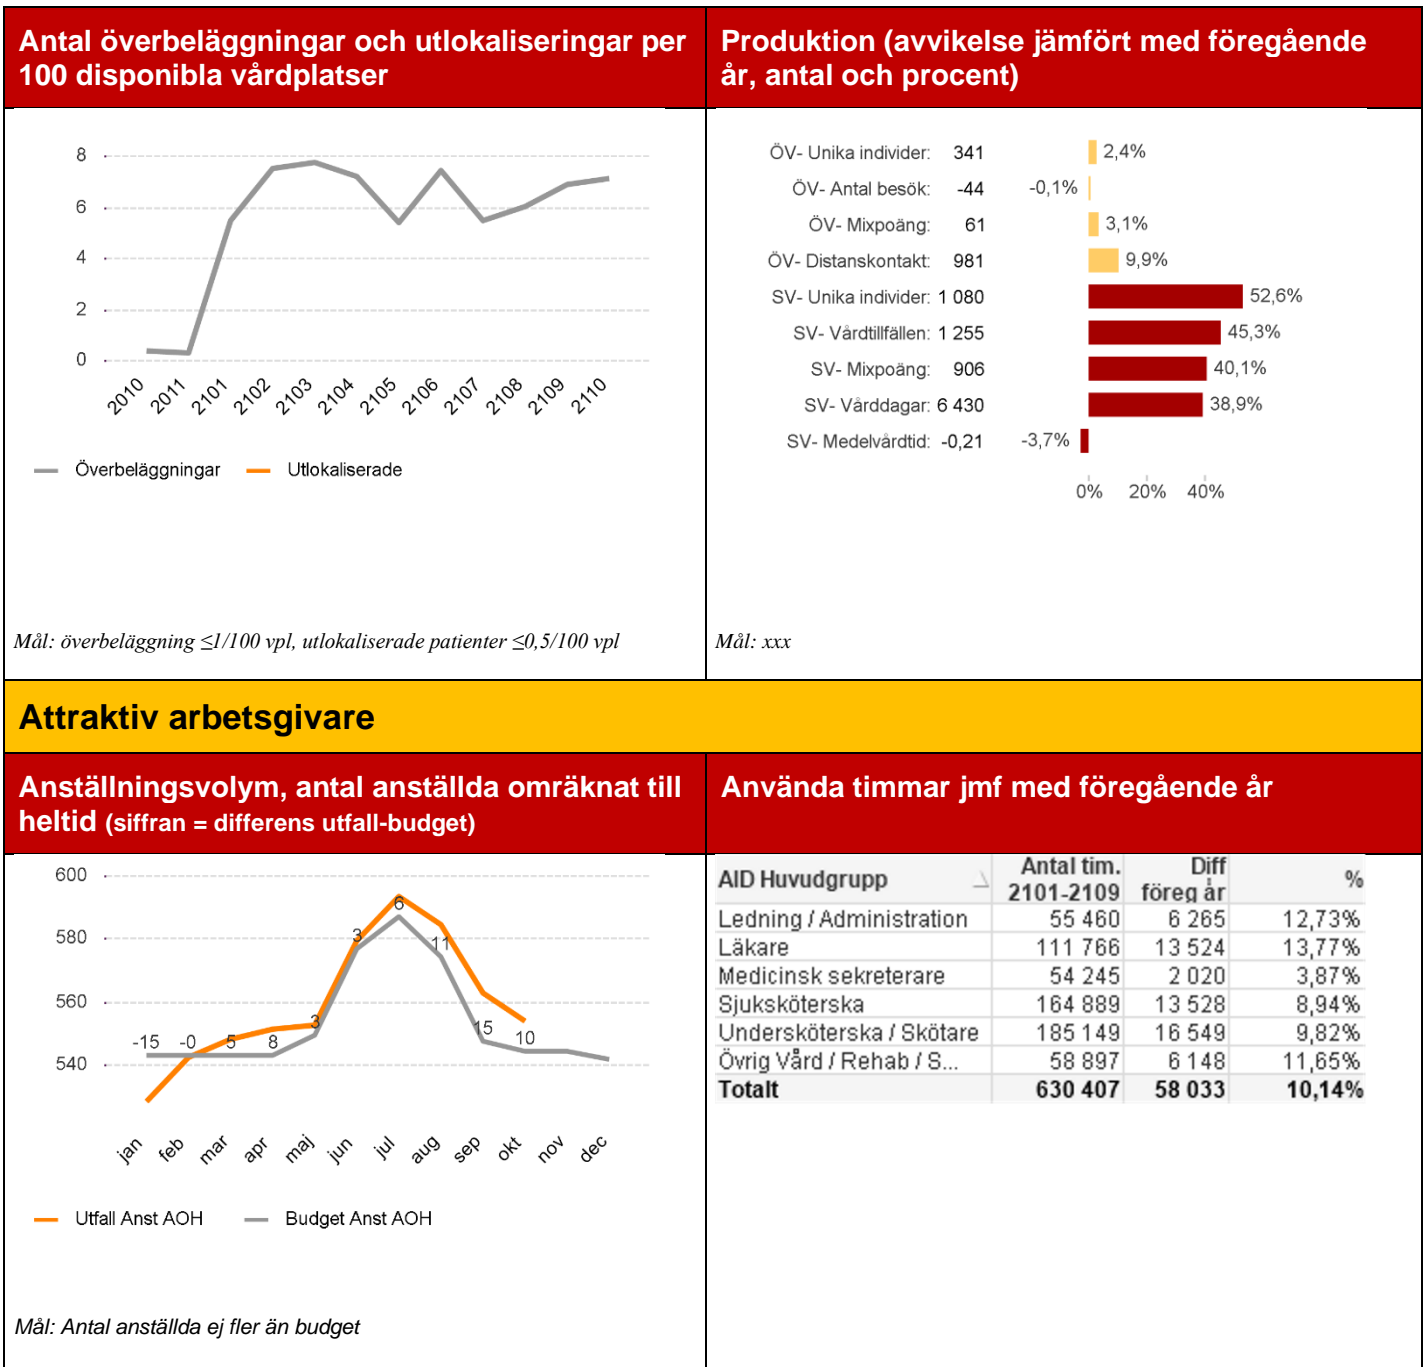 Antal överbeläggningar och utlokaliseringar per
100 disponibla vårdplatser
8
6
4
2
0
2010 2011 2101 2102 2103 2104 2105 2106 2107 2108 2109 2110
Överbeläggningar Utlokaliserade
Mål: överbeläggning ≤1/100 vpl, utlokaliserade patienter ≤0,5/100 vpl
Produktion (avvikelse jämfört med föregående
år, antal och procent)
ÖV- Unika individer: 341 2,4%
ÖV- Antal besök: -44 -0,1%
ÖV- Mixpoäng: 61 3,1%
ÖV- Distanskontakt: 981 9,9%
SV- Unika individer: 1 080 52,6%
SV- Vårdtillfällen: 1 255 45,3%
SV- Mixpoäng: 906 40,1%
SV- Vårddagar: 6 430 38,9%
SV- Medelvårdtid: -0,21 -3,7%
0% 20% 40%
Mål: xxx
Attraktiv arbetsgivare
Anställningsvolym, antal anställda omräknat till
heltid (siffran = differens utfall-budget)
600
580
560
540
-15 -0 5 8 3 3 6 11 15 10
jan feb mar apr maj jun jul aug sep okt nov dec
Utfall Anst AOH Budget Anst AOH
Mål: Antal anställda ej fler än budget
Använda timmar jmf med föregående år
AID Huvudgrupp Antal tim. 2101-2109 Diff föreg år %
Ledning / Administration 55 460 6 265 12,73%
Läkare 111 766 13 524 13,77%
Medicinsk sekreterare 54 245 2 020 3,87%
Sjuksköterska 164 889 13 528 8,94%
Undersköterska / Skötare 185 149 16 549 9,82%
Övrig Vård / Rehab / S... 58 897 6 148 11,65%
Totalt 630 407 58 033 10,14%